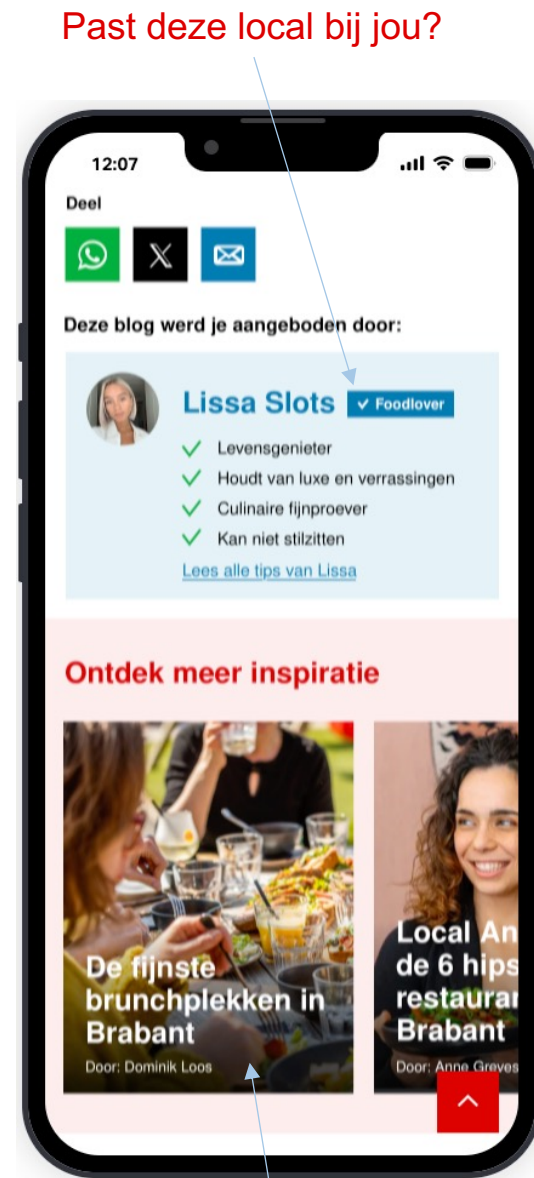 Past deze local bij jou?
12:07
Deel
Deze blog werd je aangeboden door:
Lissa Slots
Foodlover
Levensgenieter
Houdt van luxe en verrassingen
Culinaire fijnproever
Kan niet stilzitten
Lees alle tips van Lissa
Ontdek meer inspiratie
De fijnste
brunchplekken in
Brabant
Door: Dominik Loos
Local An
de 6 hips
restaurar
Brabant
Door: Anne Greves